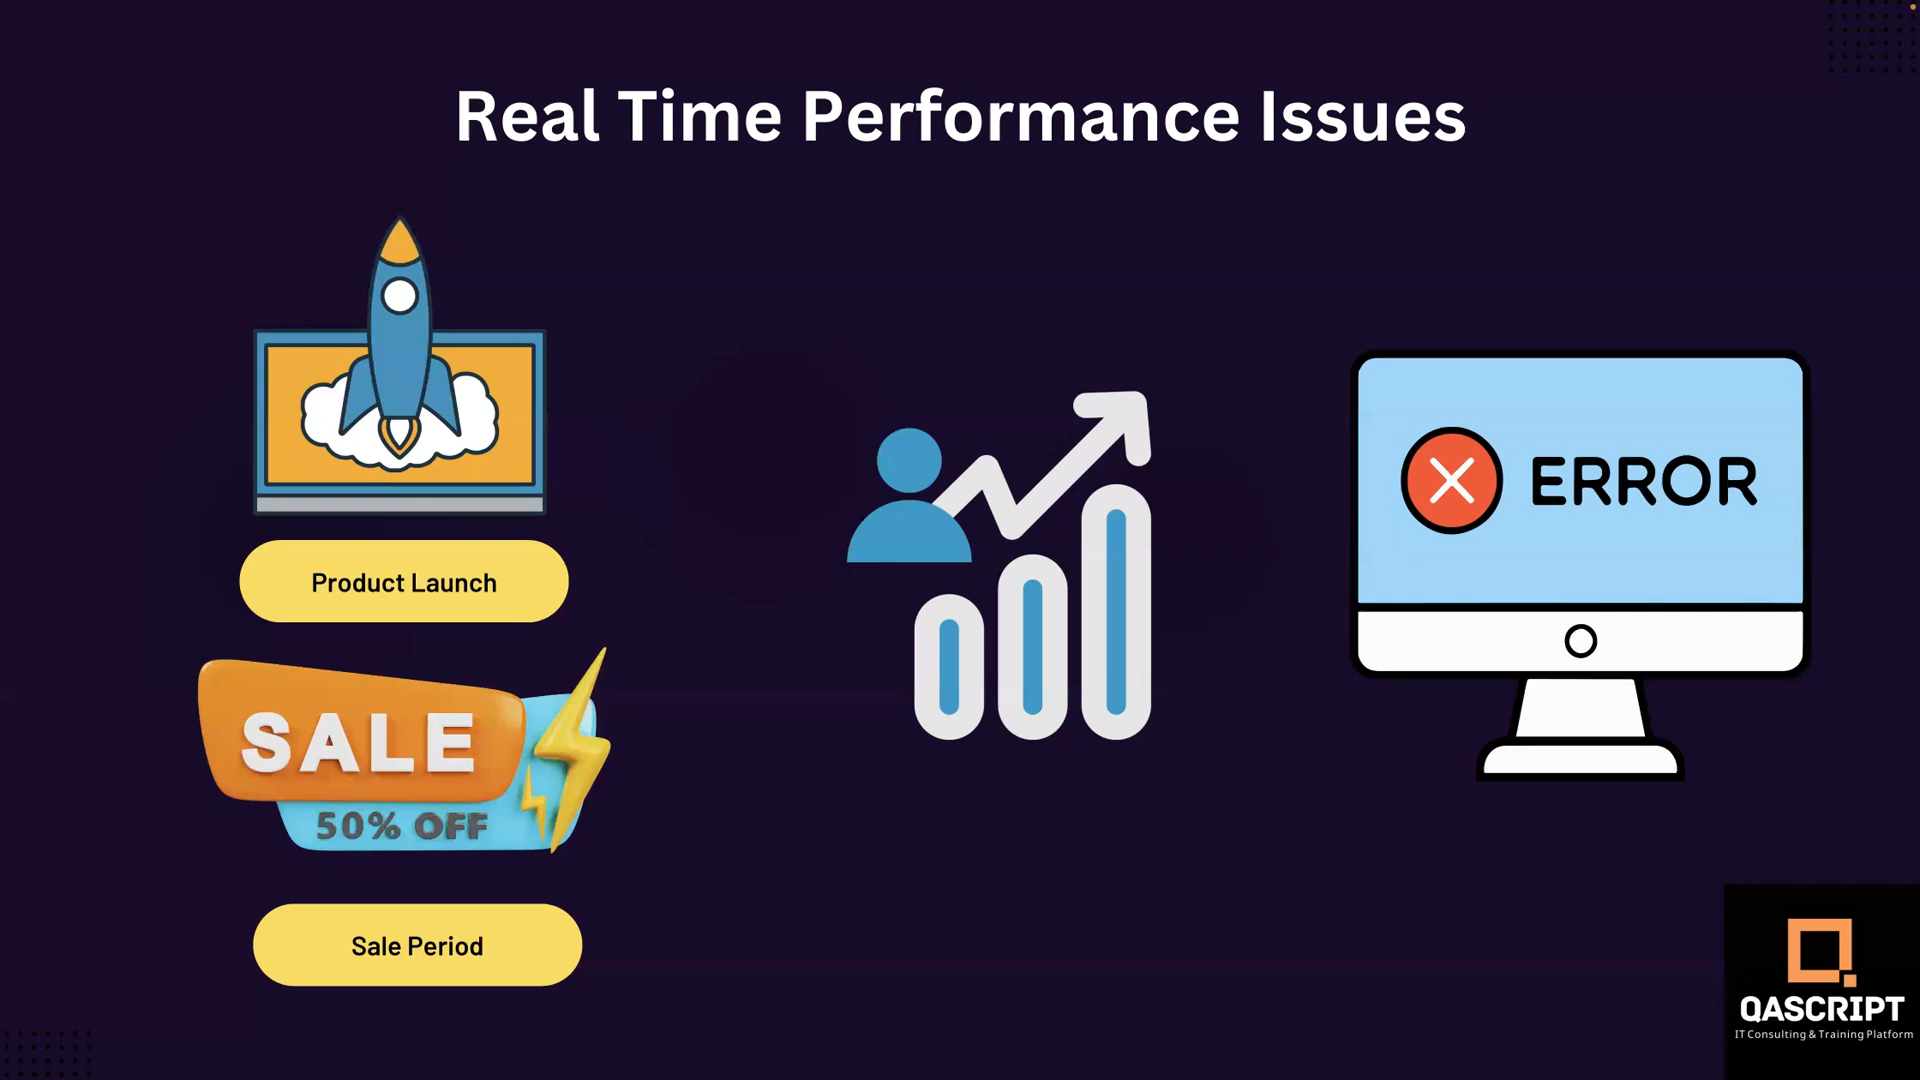 Real Time Performance Issues
Product Launch
SALE
50% OFF
Sale Period
ERROR
QASCRIPT
IT Consulting & Training Platform